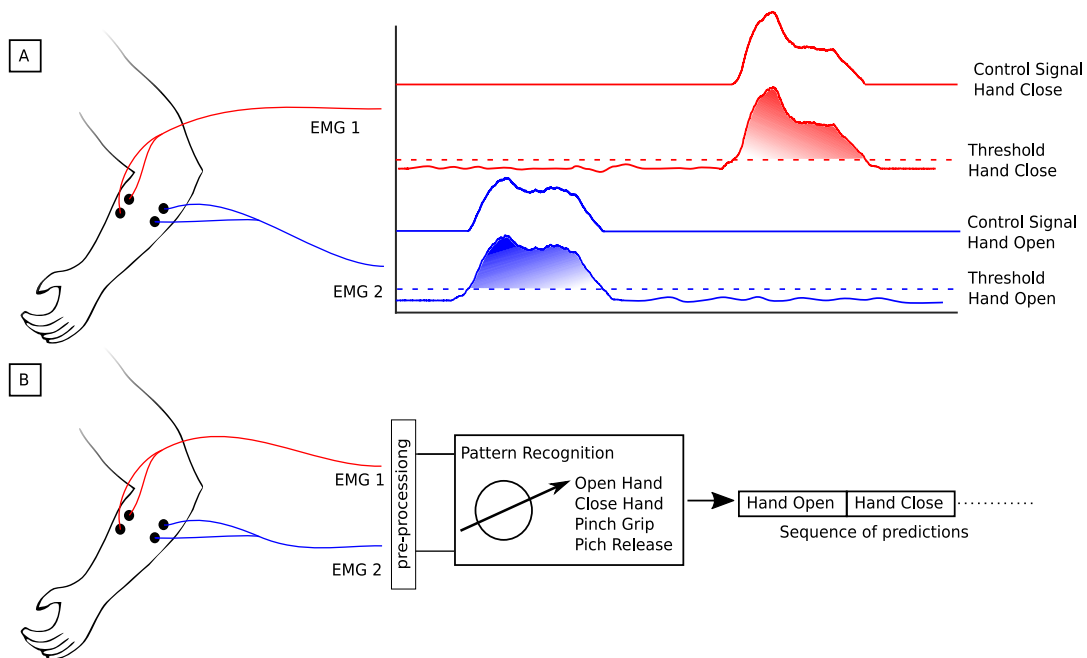 A
EMG 1
EMG 2
Control Signal
Hand Close
Threshold
Hand Close
Control Signal
Hand Open
Threshold
Hand Open
B
EMG 1
EMG 2
pre-processiong
Pattern Recognition
Open Hand
Close Hand
Pinch Grip
Pich Release
Hand Open
Hand Close
Sequence of predictions